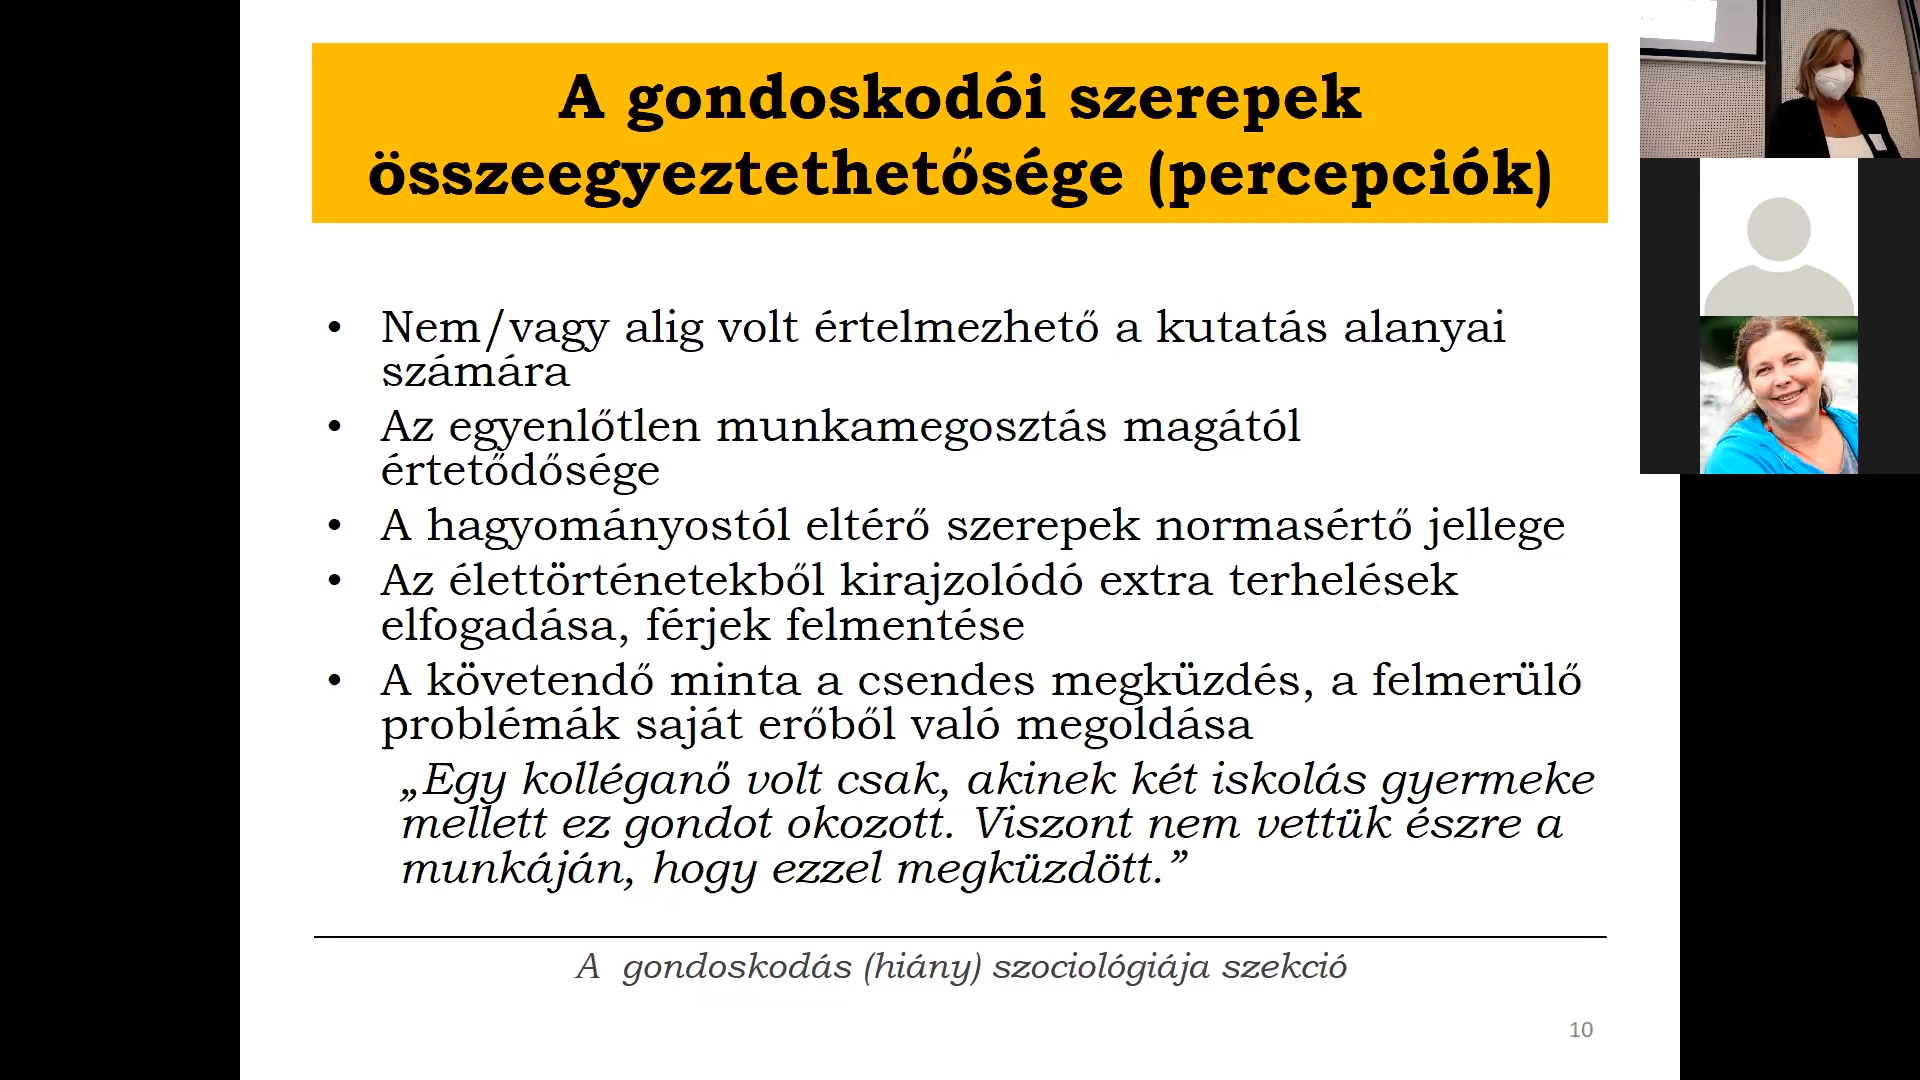 A gondoskodói szerepek
összeegyeztethetősége (percepciók)
• Nem/vagy alig volt értelmezhető a kutatás alanyai
számára
• Az egyenlőtlen munkamegosztás magától
értetődősége
• A hagyományostól eltérő szerepek normasértő jellege
• Az élettörténetekből kirajzolódó extra terhelések
elfogadása, férjek felmentése
• A követendő minta a csendes megküzdés, a felmerülő
problémák saját erőből való megoldása
„Egy kolléganő volt csak, akinek két iskolás gyermeke
mellett ez gondot okozott. Viszont nem vettük észre a
munkáján, hogy ezzel megküzdött.”
A gondoskodás (hiány) szociológiája szekció
10